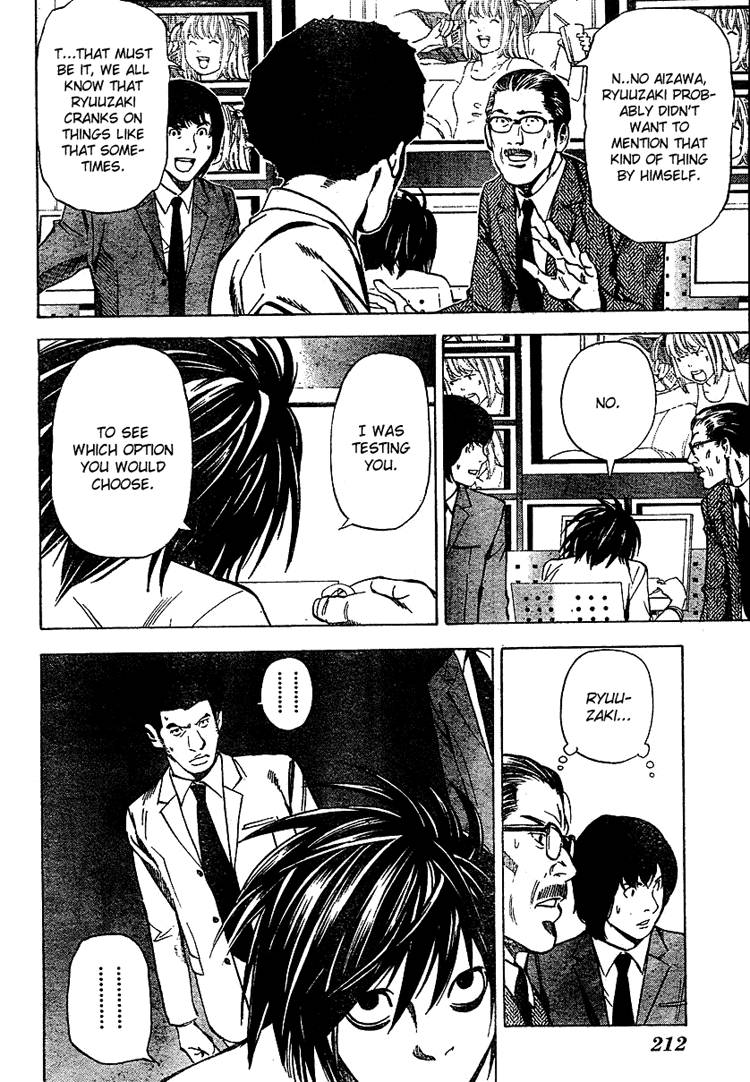 N..NO AIZAWA,
RYUUZAKI PROB-
ABLY DIDN'T
WANT TO
MENTION THAT
KIND OF THING
BY HIMSELF.
T...THAT MUST
BE IT, WE ALL
KNOW THAT
RYUUZAKI
CRANKS ON
THINGS LIKE
THAT SOME-
TIMES.
NO.
I WAS
TESTING
YOU.
TO SEE
WHICH OPTION
YOU WOULD
CHOOSE.
RYUU-
ZAKI...
........
........
212